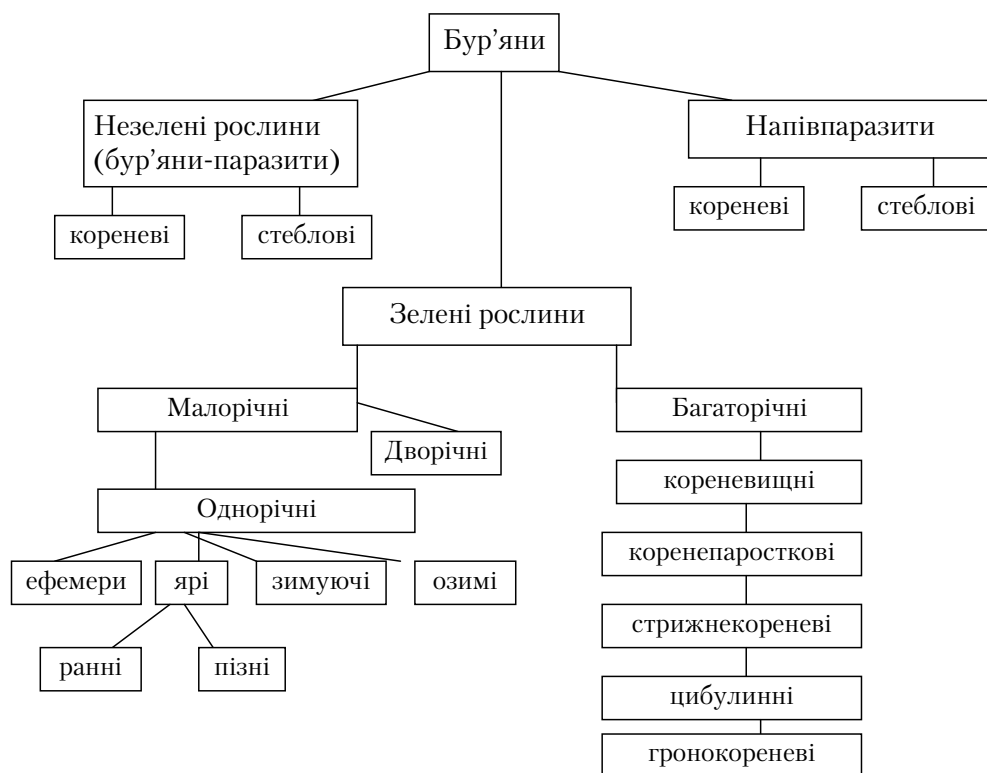 Бур’яни
Незелені рослини
(бур’яни-паразити)
Напівпаразити
кореневі
стеблові
кореневі
стеблові
Зелені рослини
Малорічні
Багаторічні
Дворічні
кореневищні
Однорічні
коренепаросткові
ефемери
ярі
зимуючі
озимі
стрижнекореневі
ранні
пізні
цибулинні
гронокореневі